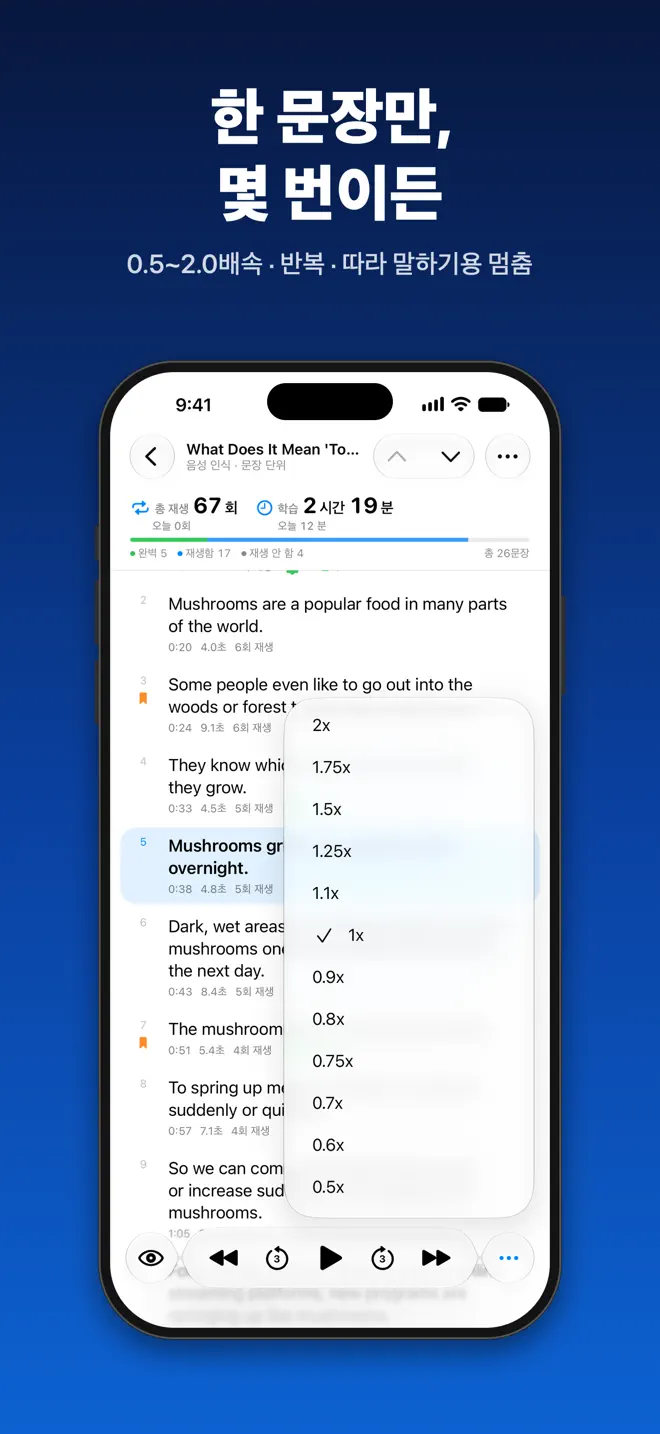 한 문장만,
몇 번이든
0.5~2.0배속 · 반복 · 따라 말하기용 멈춤
9:41
What Does It Mean 'To...
음성 인식 · 문장 단위
총 재생 67 회
학습 2 시간 19 분
오늘 0회
오늘 12 분
완벽 5
재생함 17
재생 안 함 4
총 26문장
2
Mushrooms are a popular food in many parts
of the world.
0:20 4.0초 6회 재생
3
Some people even like to go out into the
woods or forest
0:24 9.1초 6회 재생
4
They know
they grow.
0:33 4.5초 5회 재생
5
Mushrooms
overnight.
0:38 4.8초 5회 재생
6
Dark, wet areas
mushrooms
the next day.
0:43 8.4초 5회 재생
7
The mushroom
0:51 5.4초 4회 재생
8
To spring up
suddenly or
0:57 7.1초 4회 재생
9
So we can
or increase
mushrooms.
1:05
2x
1.75x
1.5x
1.25x
1.1x
1x
0.9x
0.8x
0.75x
0.7x
0.6x
0.5x
3
3